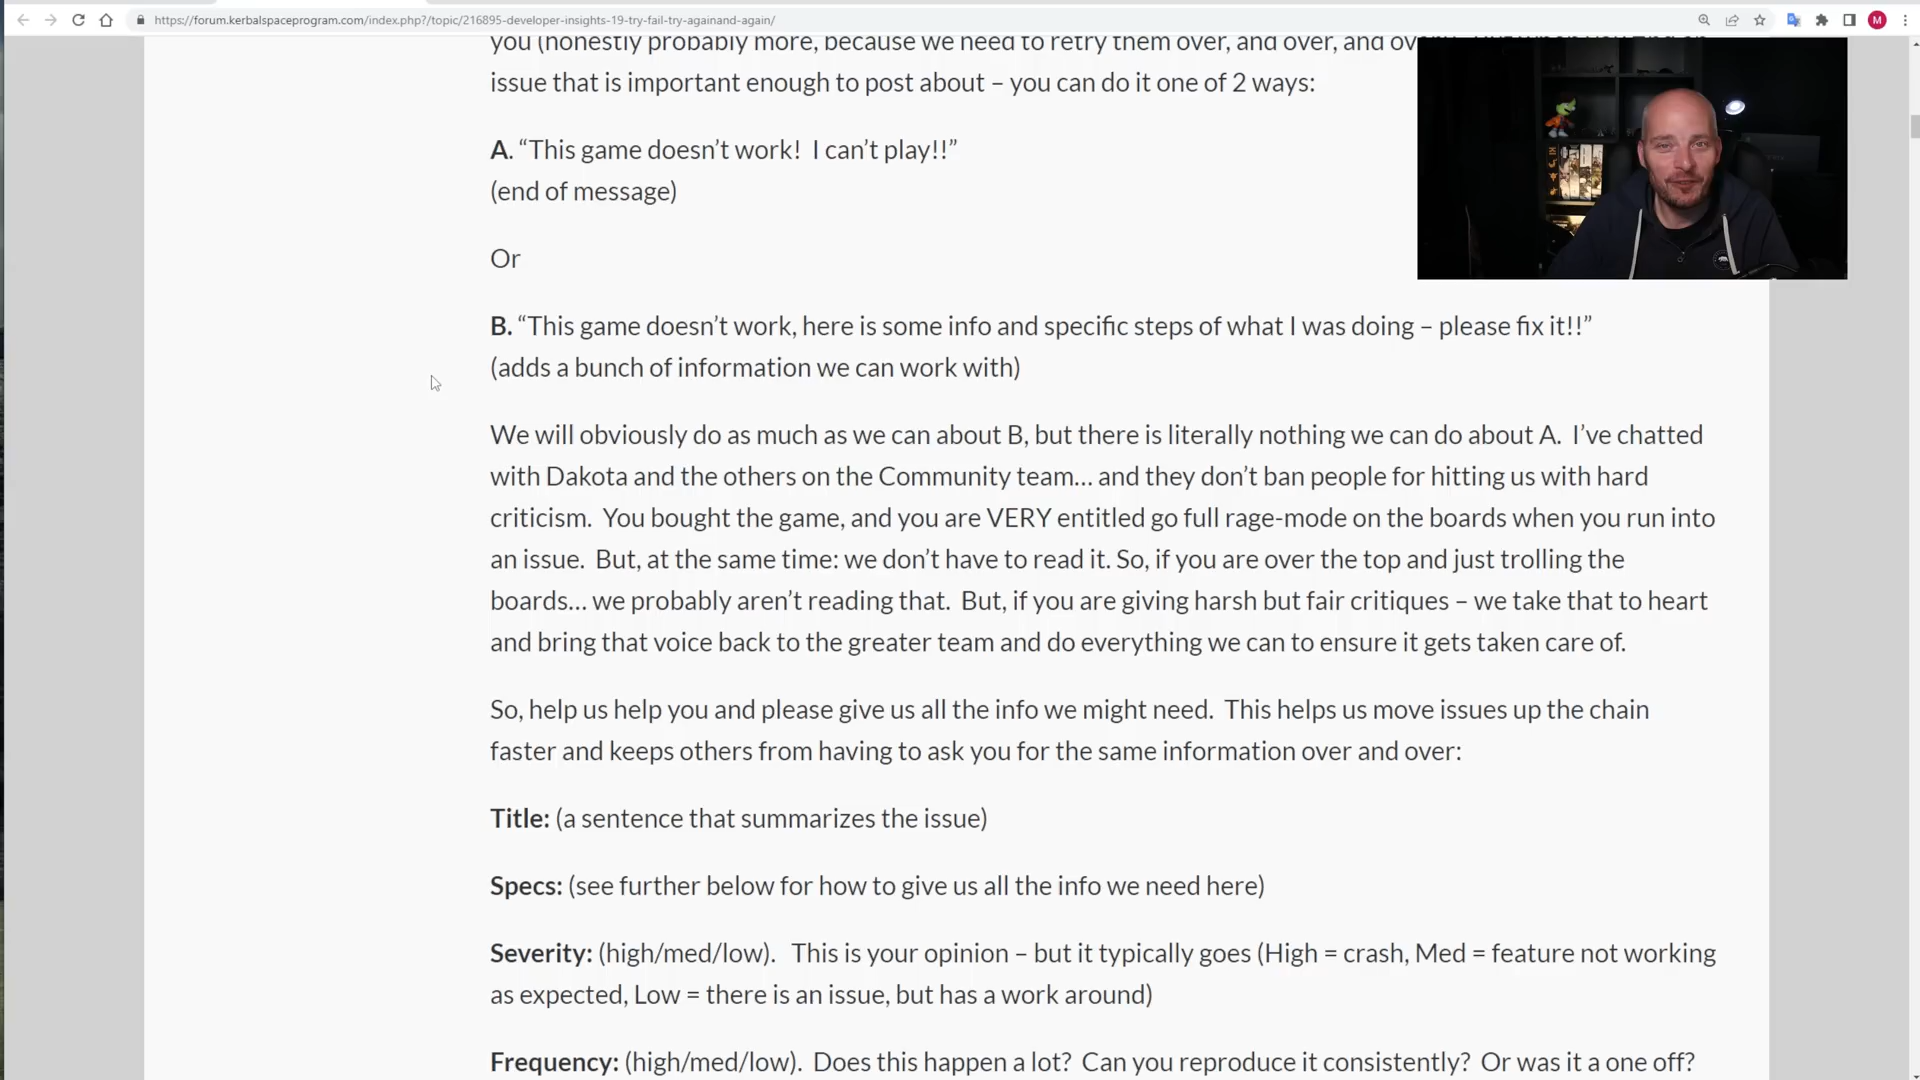 https://forum.kerbalspaceprogram.com/index.php?/topic/216895-developer-insights-19-try-fail-try-againand-again/
M
you (honestly probably more, because we need to retry them over, and over, and
issue that is important enough to post about – you can do it one of 2 ways:
A. “This game doesn’t work!  I can’t play!!”
(end of message)
Or
B. “This game doesn’t work, here is some info and specific steps of what I was doing – please fix it!!”
(adds a bunch of information we can work with)
We will obviously do as much as we can about B, but there is literally nothing we can do about A.  I’ve chatted
with Dakota and the others on the Community team… and they don’t ban people for hitting us with hard
criticism.  You bought the game, and you are VERY entitled go full rage-mode on the boards when you run into
an issue.  But, at the same time: we don’t have to read it. So, if you are over the top and just trolling the
boards… we probably aren’t reading that.  But, if you are giving harsh but fair critiques – we take that to heart
and bring that voice back to the greater team and do everything we can to ensure it gets taken care of.
So, help us help you and please give us all the info we might need.  This helps us move issues up the chain
faster and keeps others from having to ask you for the same information over and over:
Title: (a sentence that summarizes the issue)
Specs: (see further below for how to give us all the info we need here)
Severity: (high/med/low).   This is your opinion – but it typically goes (High = crash, Med = feature not working
as expected, Low = there is an issue, but has a work around)
Frequency: (high/med/low).  Does this happen a lot?  Can you reproduce it consistently?  Or was it a one off?